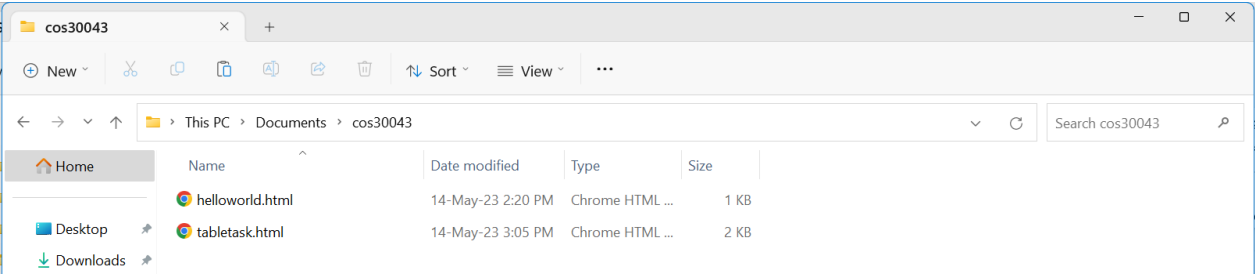 cos30043
New Sort View
This PC Documents cos30043 Search cos30043
Home Name Date modified Type Size
helloworld.html 14-May-23 2:20 PM Chrome HTML ... 1 KB
Desktop tabletask.html 14-May-23 3:05 PM Chrome HTML ... 2 KB
Downloads